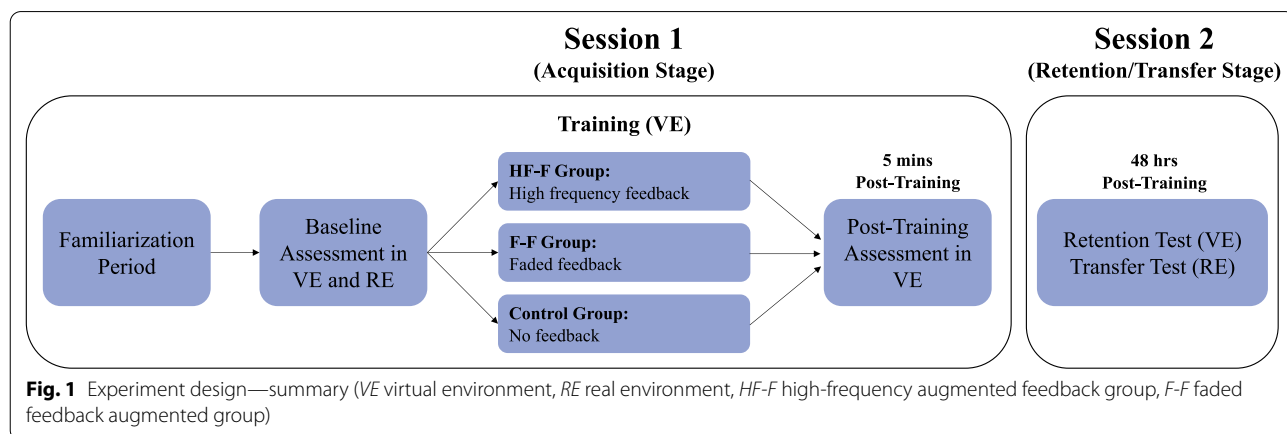 Session 1
(Acquisition Stage)
Session 2
(Retention/Transfer Stage)
Training (VE)
Familiarization
Period
Baseline
Assessment in
VE and RE
HF-F Group:
High frequency feedback
F-F Group:
Faded feedback
Control Group:
No feedback
5 mins
Post-Training
Post-Training
Assessment in
VE
48 hrs
Post-Training
Retention Test (VE)
Transfer Test (RE)
Fig. 1 Experiment design—summary (VE virtual environment, RE real environment, HF-F high-frequency augmented feedback group, F-F faded
feedback augmented group)